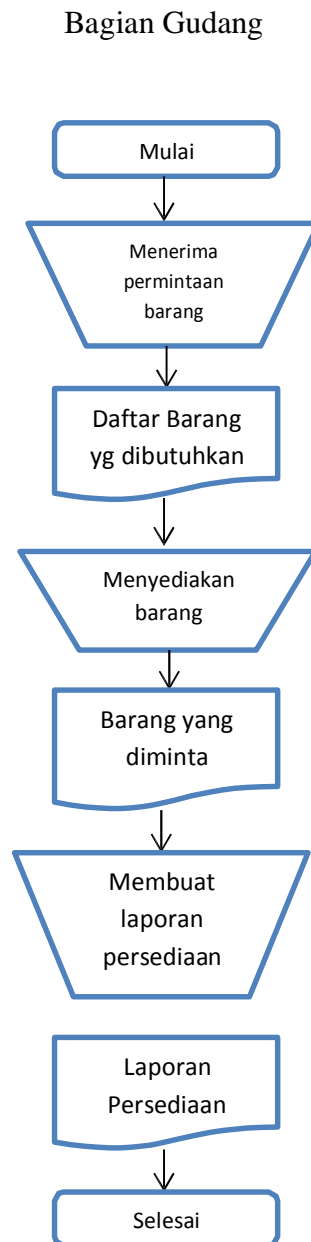 Bagian Gudang
Mulai
Menerima
permintaan
barang
Daftar Barang
yg dibutuhkan
Menyediakan
barang
Barang yang
diminta
Membuat
laporan
persediaan
Laporan
Persediaan
Selesai